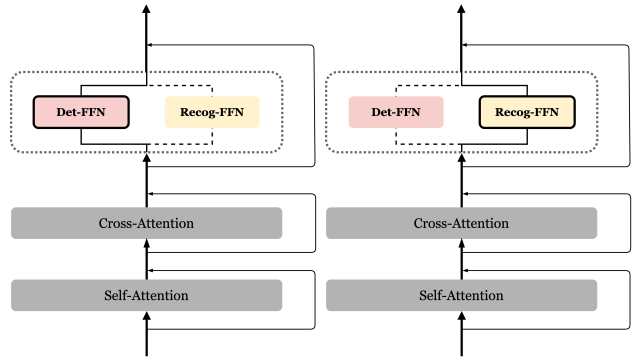 Det-FFN
Recog-FFN
Cross-Attention
Self-Attention
Det-FFN
Recog-FFN
Cross-Attention
Self-Attention